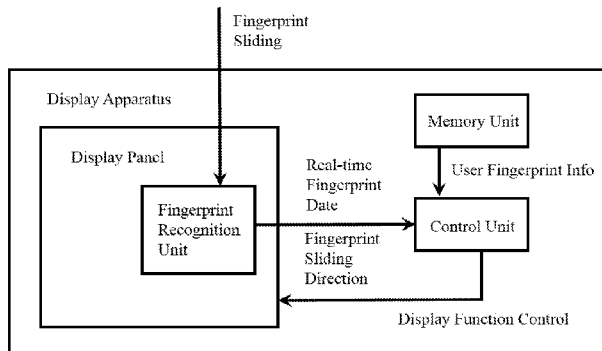 Fingerprint
Sliding
Display Apparatus
Display Panel
Fingerprint
Recognition
Unit
Real-time
Fingerprint
Date
Fingerprint
Sliding
Direction
Memory Unit
User Fingerprint Info
Control Unit
Display Function Control